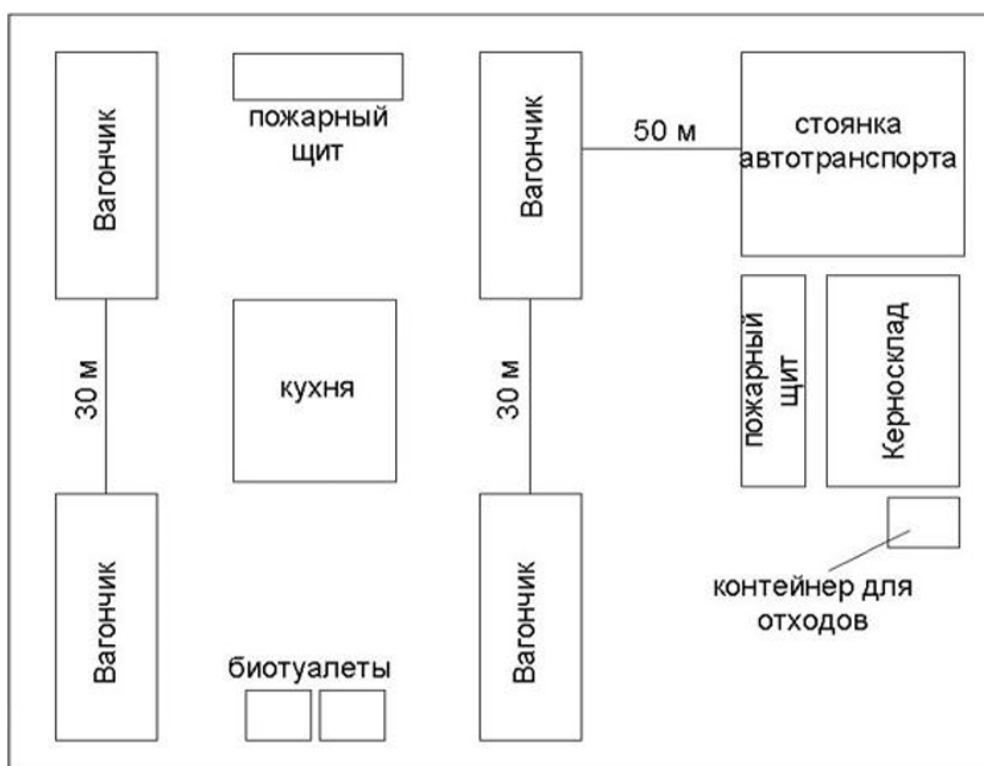 Вагончик
пожарный
щит
Вагончик
50 м
стоянка
автотранспорта
30 м
кухня
30 м
пожарный
щит
Керносклад
Вагончик
биотуалеты
Вагончик
контейнер для
отходов